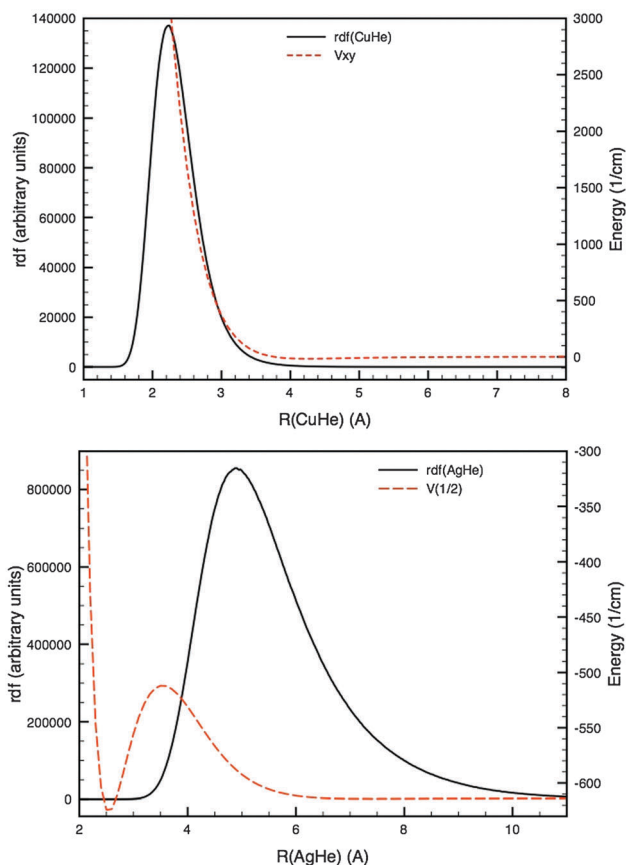 140000
120000
100000
80000
60000
40000
20000
0
rdf (arbitrary units)
rdf(CuHe)
Vxy
3000
2500
2000
1500
1000
500
0
Energy (1/cm)
1 2 3 4 5 6 7 8
R(CuHe) (A)
800000
600000
400000
200000
0
rdf (arbitrary units)
rdf(AgHe)
V(1/2)
-300
-350
-400
-450
-500
-550
-600
Energy (1/cm)
2 4 6 8 10
R(AgHe) (A)